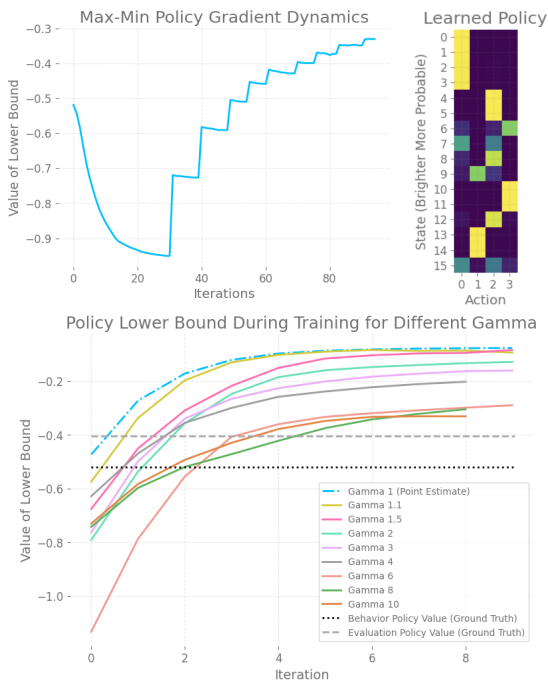 Max-Min Policy Gradient Dynamics
Learned Policy
Value of Lower Bound
−0.3
−0.4
−0.5
−0.6
−0.7
−0.8
−0.9
0
20
40
60
80
Iterations
State (Brighter More Probable)
0
1
2
3
4
5
6
7
8
9
10
11
12
13
14
15
0 1 2 3
Action
Policy Lower Bound During Training for Different Gamma
Value of Lower Bound
−0.2
−0.4
−0.6
−0.8
−1.0
Gamma 1 (Point Estimate)
Gamma 1.1
Gamma 1.5
Gamma 2
Gamma 3
Gamma 4
Gamma 6
Gamma 8
Gamma 10
Behavior Policy Value (Ground Truth)
Evaluation Policy Value (Ground Truth)
0
2
4
6
8
Iteration